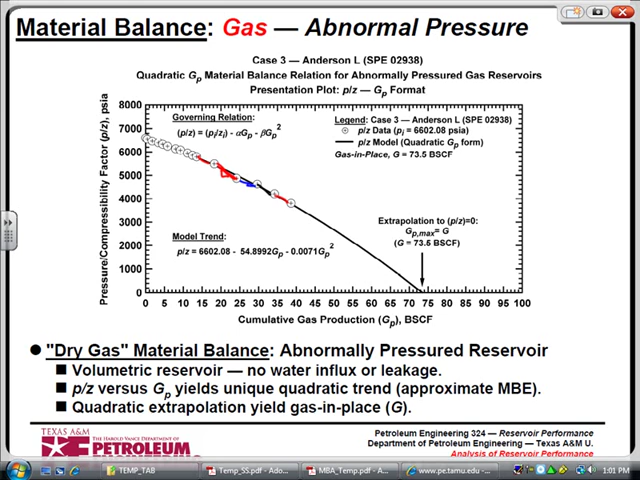 Material Balance: Gas — Abnormal Pressure
Case 3 — Anderson L (SPE 02938)
Quadratic Gp Material Balance Relation for Abnormally Pressured Gas Reservoirs
Presentation Plot: p/z — Gp Format
Pressure/Compressibility Factor (p/z), psia
8000
7000
6000
5000
4000
3000
2000
1000
0
Governing Relation:
(p/z) = (pi/zi) - αGp - βGp2
Legend: Case 3 — Anderson L (SPE 02938)
p/z Data (pi = 6602.08 psia)
p/z Model (Quadratic Gp form)
Gas-in-Place, G = 73.5 BSCF
Extrapolation to (p/z)=0:
Gp,max= G
(G = 73.5 BSCF)
Model Trend:
p/z = 6602.08 - 54.8992Gp - 0.0071Gp2
0 5 10 15 20 25 30 35 40 45 50 55 60 65 70 75 80 85 90 95 100
Cumulative Gas Production (Gp), BSCF
"Dry Gas" Material Balance: Abnormally Pressured Reservoir
Volumetric reservoir — no water influx or leakage.
p/z versus Gp yields unique quadratic trend (approximate MBE).
Quadratic extrapolation yield gas-in-place (G).
TEXAS A&M
THE HAROLD VANCE DEPARTMENT OF
PETROLEUM
ENGINEERING
Petroleum Engineering 324 — Reservoir Performance
Department of Petroleum Engineering — Texas A&M U.
Analysis of Reservoir Performance
TEMP_TAB
Temp_SS.pdf - Ado...
MBA_Temp.pdf - A...
www.pe.tamu.edu -...
1:01 PM